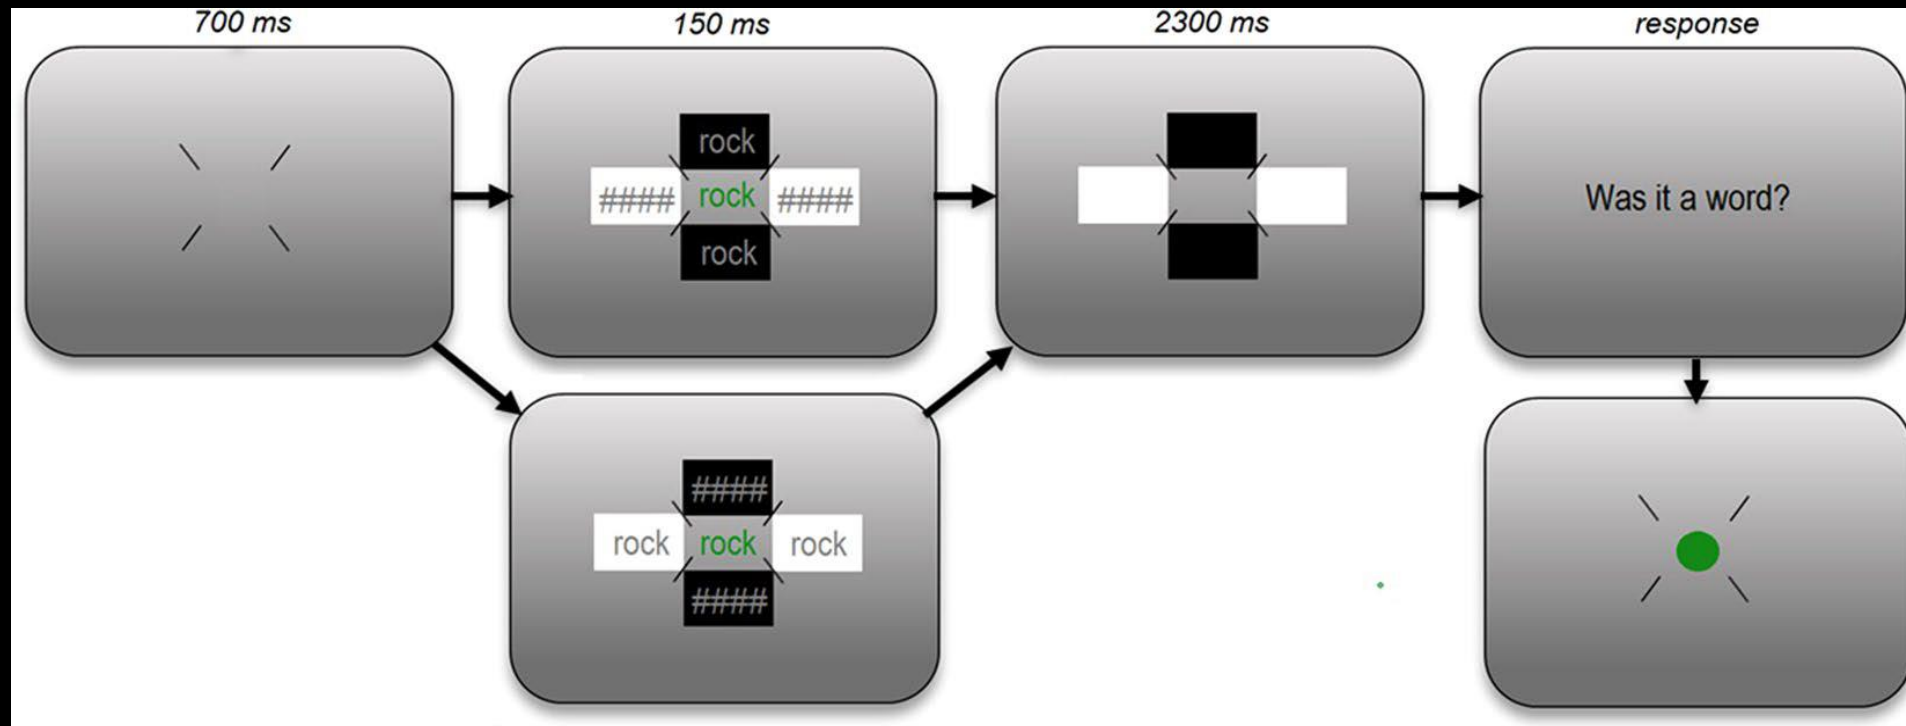 700 ms
150 ms
2300 ms
response
rock
#### rock ####
rock
Was it a word?
####
rock rock rock
####